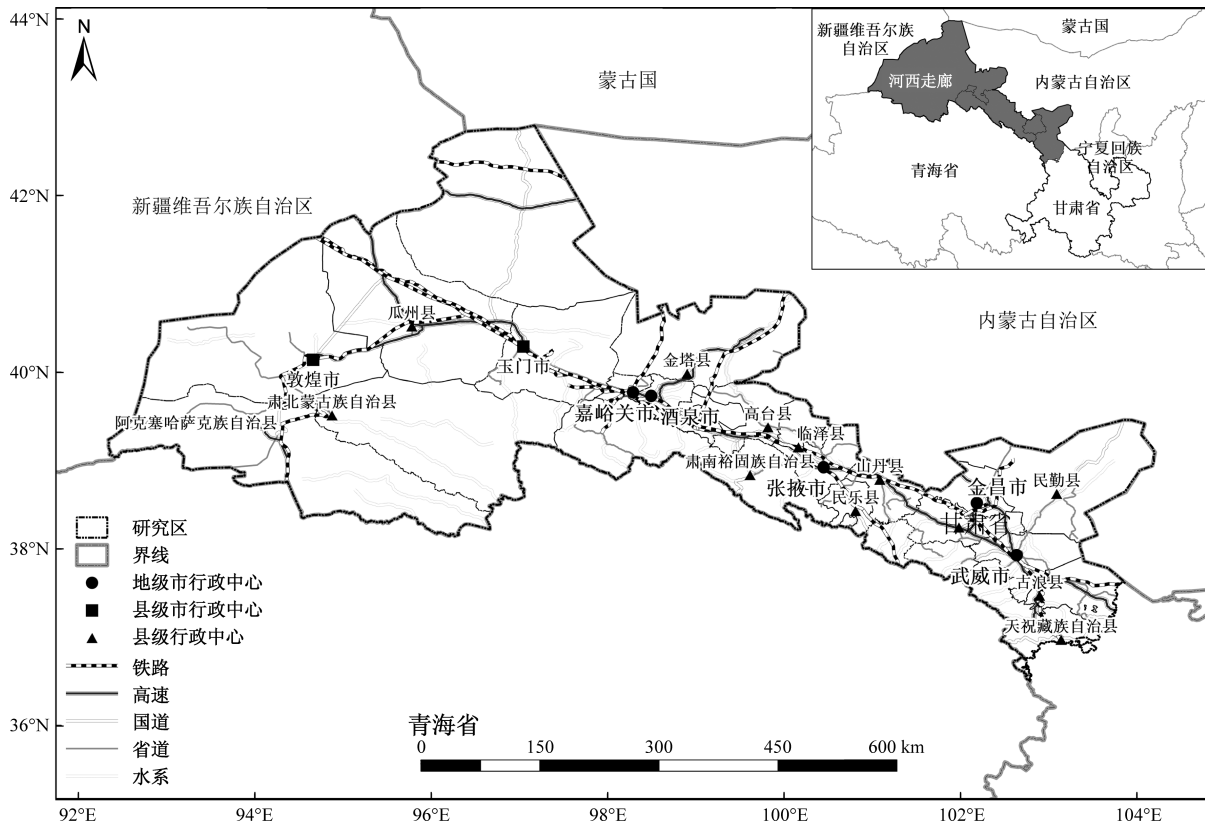 44°N
42°N
40°N
38°N
36°N
92°E
94°E
96°E
98°E
100°E
102°E
104°E
N
蒙古国
新疆维吾尔族自治区
内蒙古自治区
瓜州县
玉门市
敦煌市
肃北蒙古族自治县
阿克塞哈萨克族自治县
金塔县
嘉峪关市
酒泉市
高台县
临泽县
肃南裕固族自治县
张掖市
山丹县
民乐县
金昌市
民勤县
甘肃省
武威市
古浪县
天祝藏族自治县
青海省
0
150
300
450
600 km
研究区
界线
地级市行政中心
县级市行政中心
县级行政中心
铁路
高速
国道
省道
水系
新疆维吾尔族
自治区
蒙古国
河西走廊
内蒙古自治区
宁夏回族
自治区
青海省
甘肃省